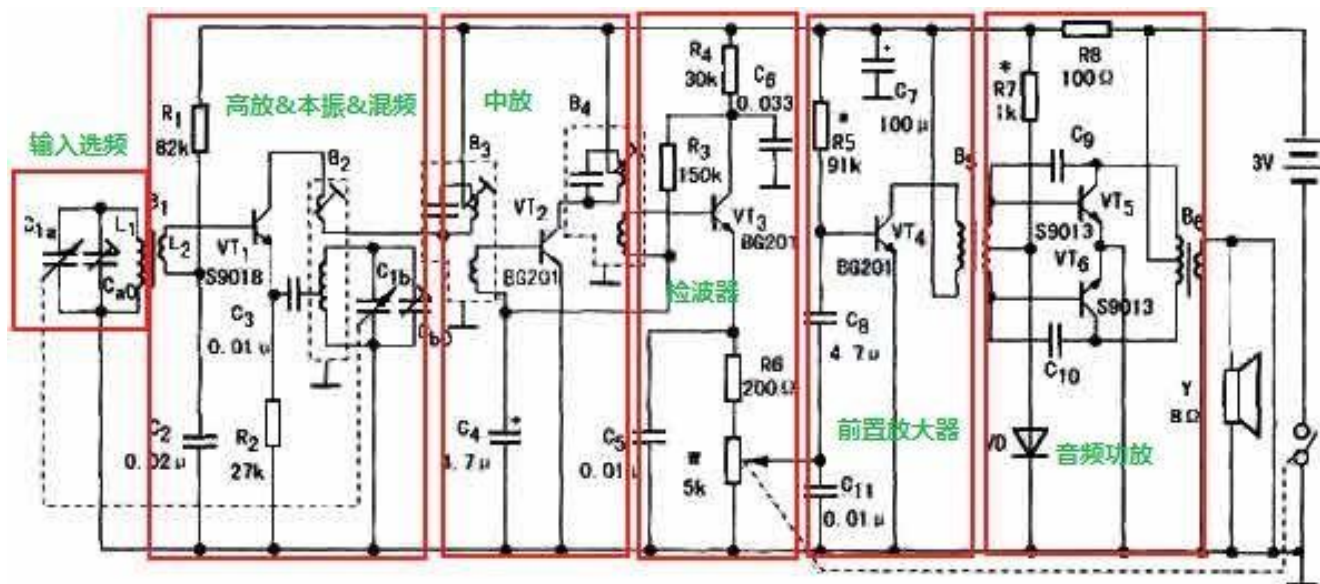 输入选频
C1a
Ca0
L1
B1
L2
高放&本振&混频
R1
82k
VT1
S9018
B2
C3
0.01μ
C1b
C2
0.02μ
R2
27k
中放
B3
B4
VT2
BG201
C4
R4
30k
C6
0.033
R3
150k
VT3
BG201
检波器
R6
200Ω
C5
0.01μ
W
5k
C7
100μ
*
R5
91k
VT4
BG201
B5
C8
4.7μ
前置放大器
C11
0.01μ
R8
100Ω
*
R7
1k
C9
VT5
S9013
VT6
S9013
C10
B6
VD
音频功放
3V
Y
8Ω